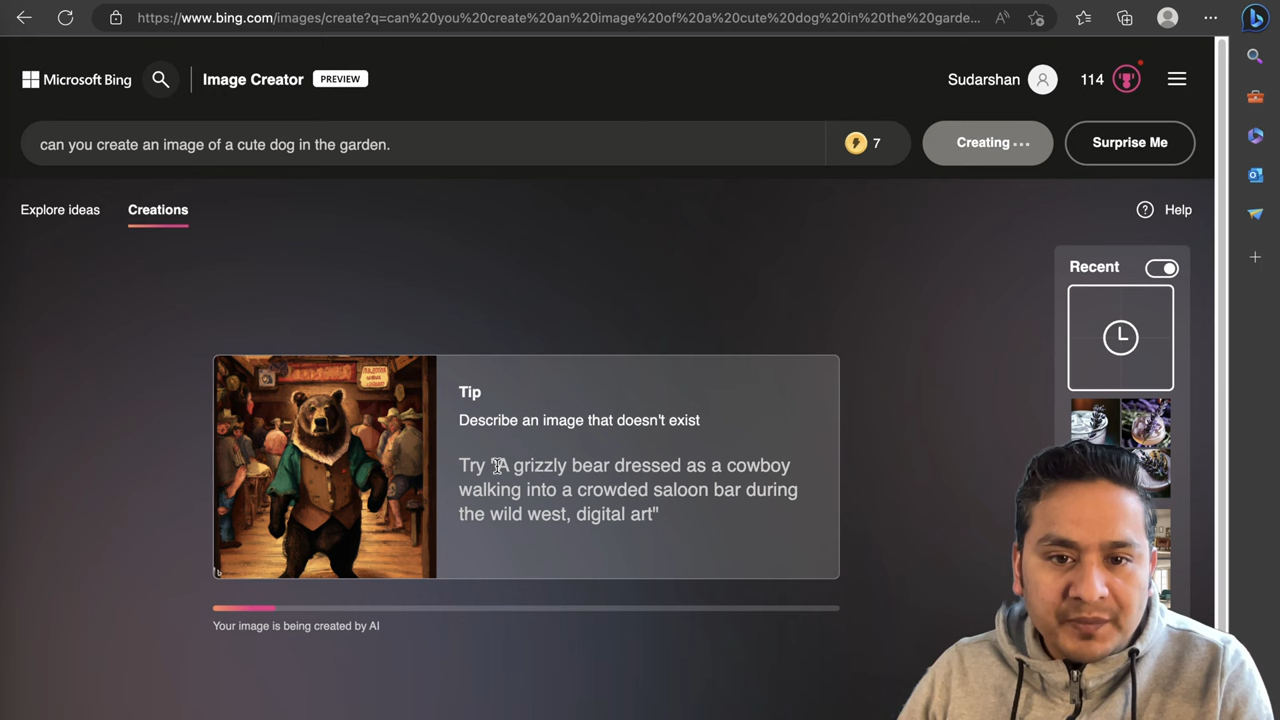 https://www.bing.com/images/create?q=can%20you%20create%20an%20image%20of%20a%20cute%20dog%20in%20the%20garde...
Microsoft Bing
Image Creator
PREVIEW
Sudarshan
114
can you create an image of a cute dog in the garden.
7
Creating ...
Surprise Me
Explore ideas
Creations
Help
Recent
Tip
Describe an image that doesn't exist
Try "A grizzly bear dressed as a cowboy
walking into a crowded saloon bar during
the wild west, digital art"
Your image is being created by AI